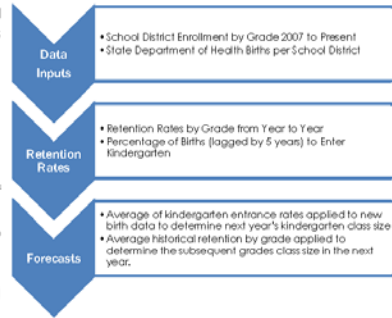 Data
Inputs
• School District Enrollment by Grade 2007 to Present
• State Department of Health Births per School District
Retention
Rates
• Retention Rates by Grade from Year to Year
• Percentage of Births (lagged by 5 years) to Enter
Kindergarten
Forecasts
• Average of kindergarten entrance rates applied to new
birth data to determine next year's kindergarten class size
• Average historical retention by grade applied to
determine the subsequent grades class size in the next
year.